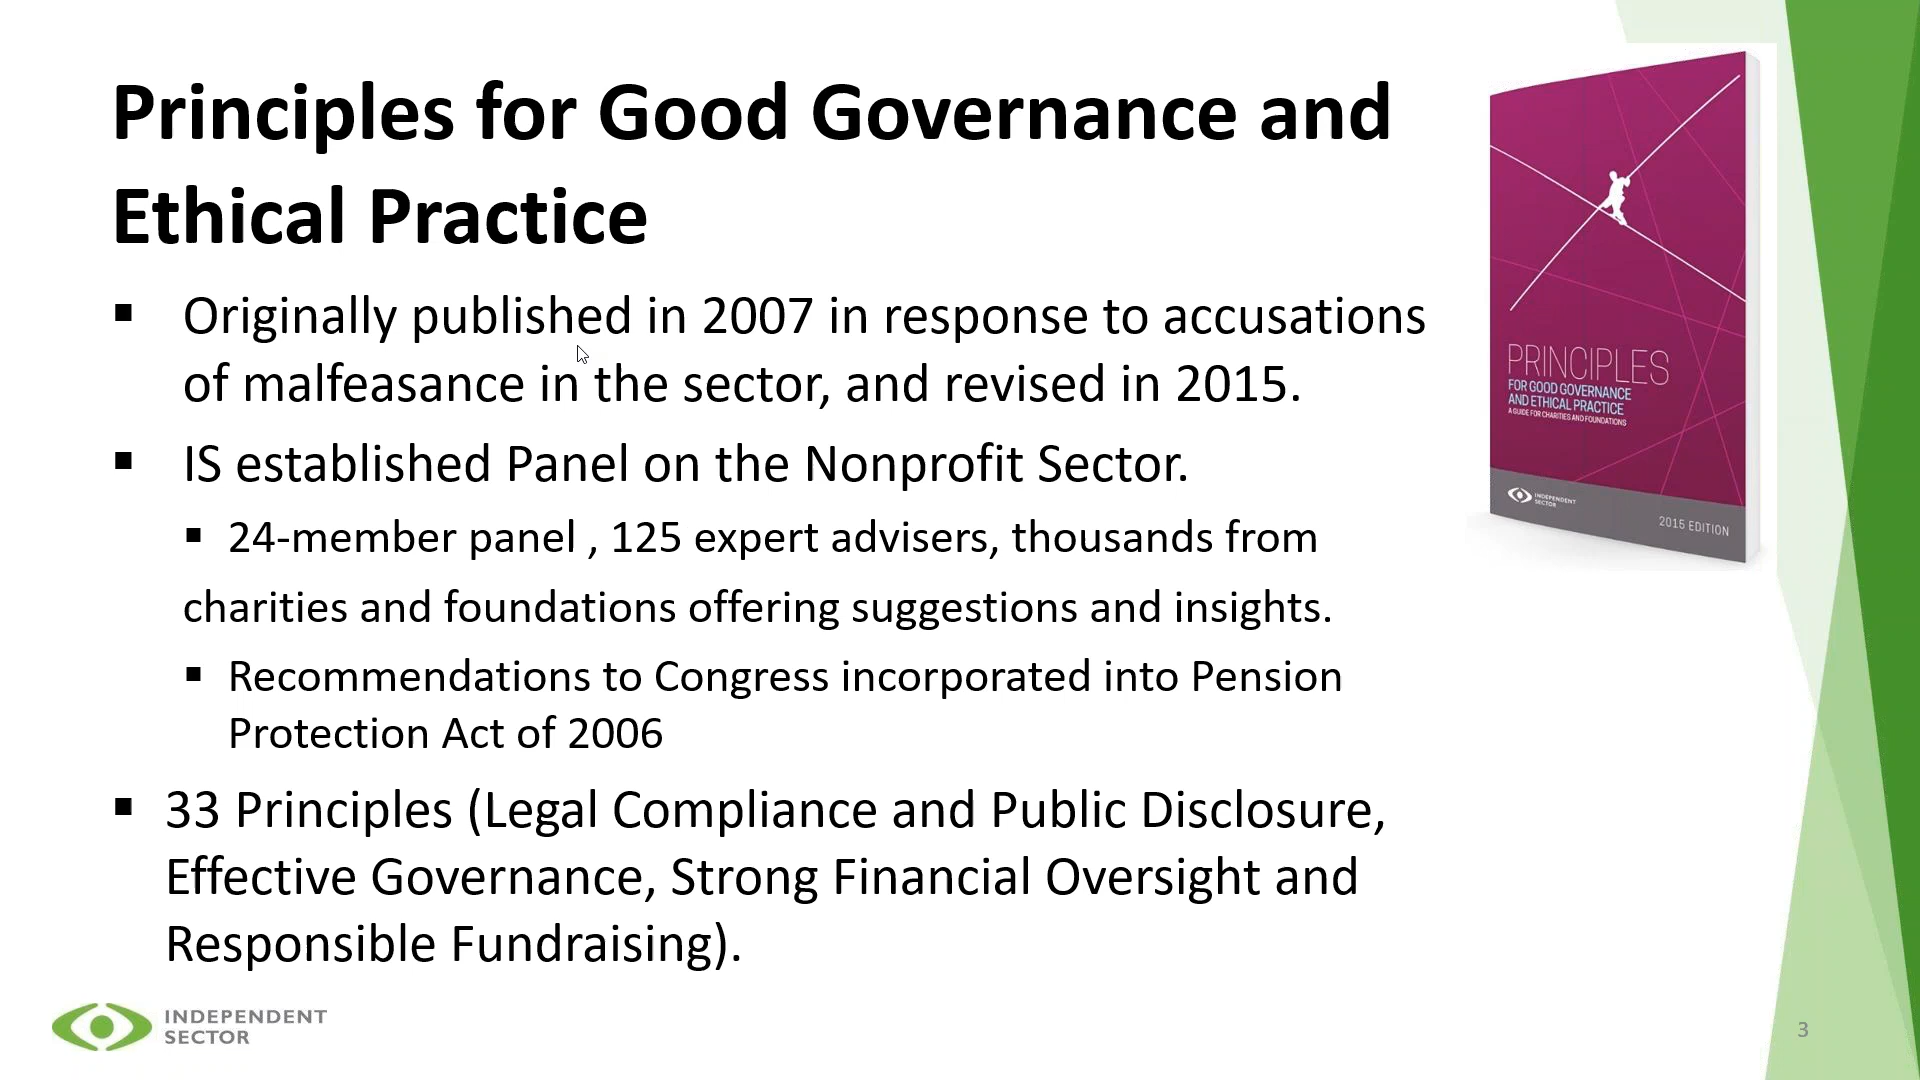 Principles for Good Governance and
Ethical Practice
▪ Originally published in 2007 in response to accusations
of malfeasance in the sector, and revised in 2015.
▪ IS established Panel on the Nonprofit Sector.
▪ 24-member panel , 125 expert advisers, thousands from
charities and foundations offering suggestions and insights.
▪ Recommendations to Congress incorporated into Pension
Protection Act of 2006
▪ 33 Principles (Legal Compliance and Public Disclosure,
Effective Governance, Strong Financial Oversight and
Responsible Fundraising).
PRINCIPLES
FOR GOOD GOVERNANCE
AND ETHICAL PRACTICE
A GUIDE FOR CHARITIES AND FOUNDATIONS
INDEPENDENT
SECTOR
2015 EDITION
INDEPENDENT
SECTOR
3